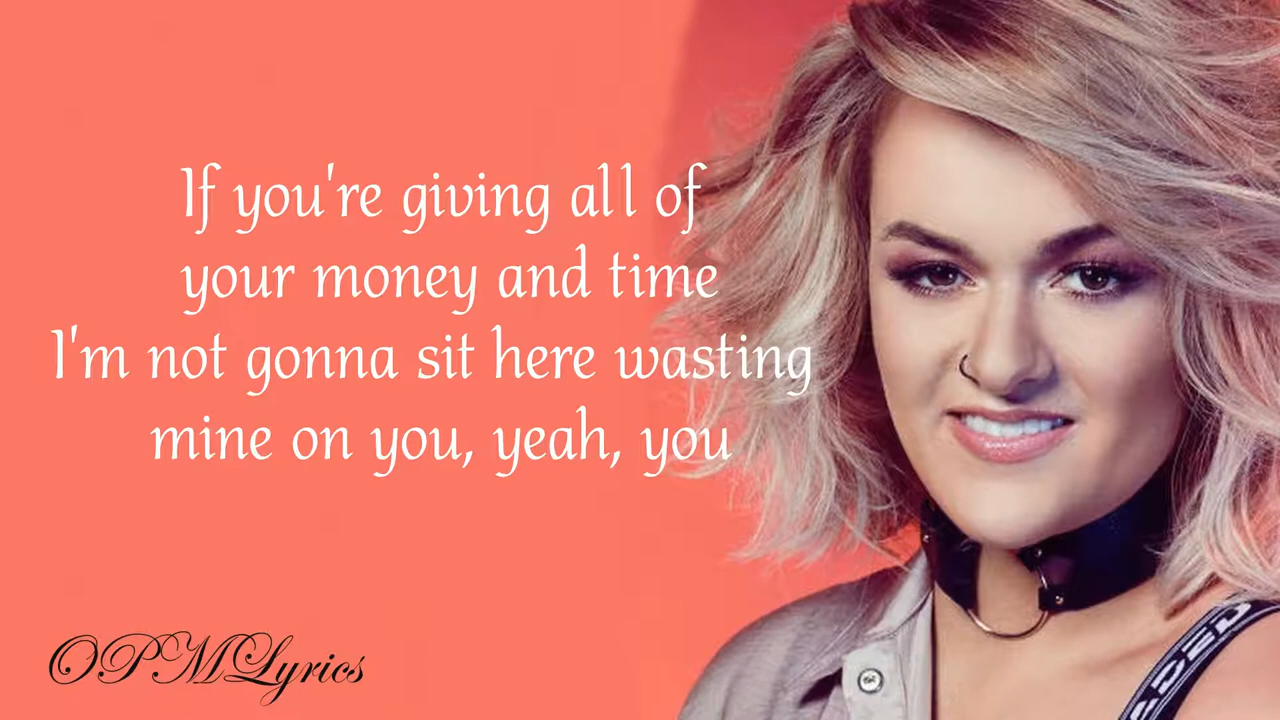 If you're giving all of
your money and time
I'm not gonna sit here wasting
mine on you, yeah, you
OPMLyrics